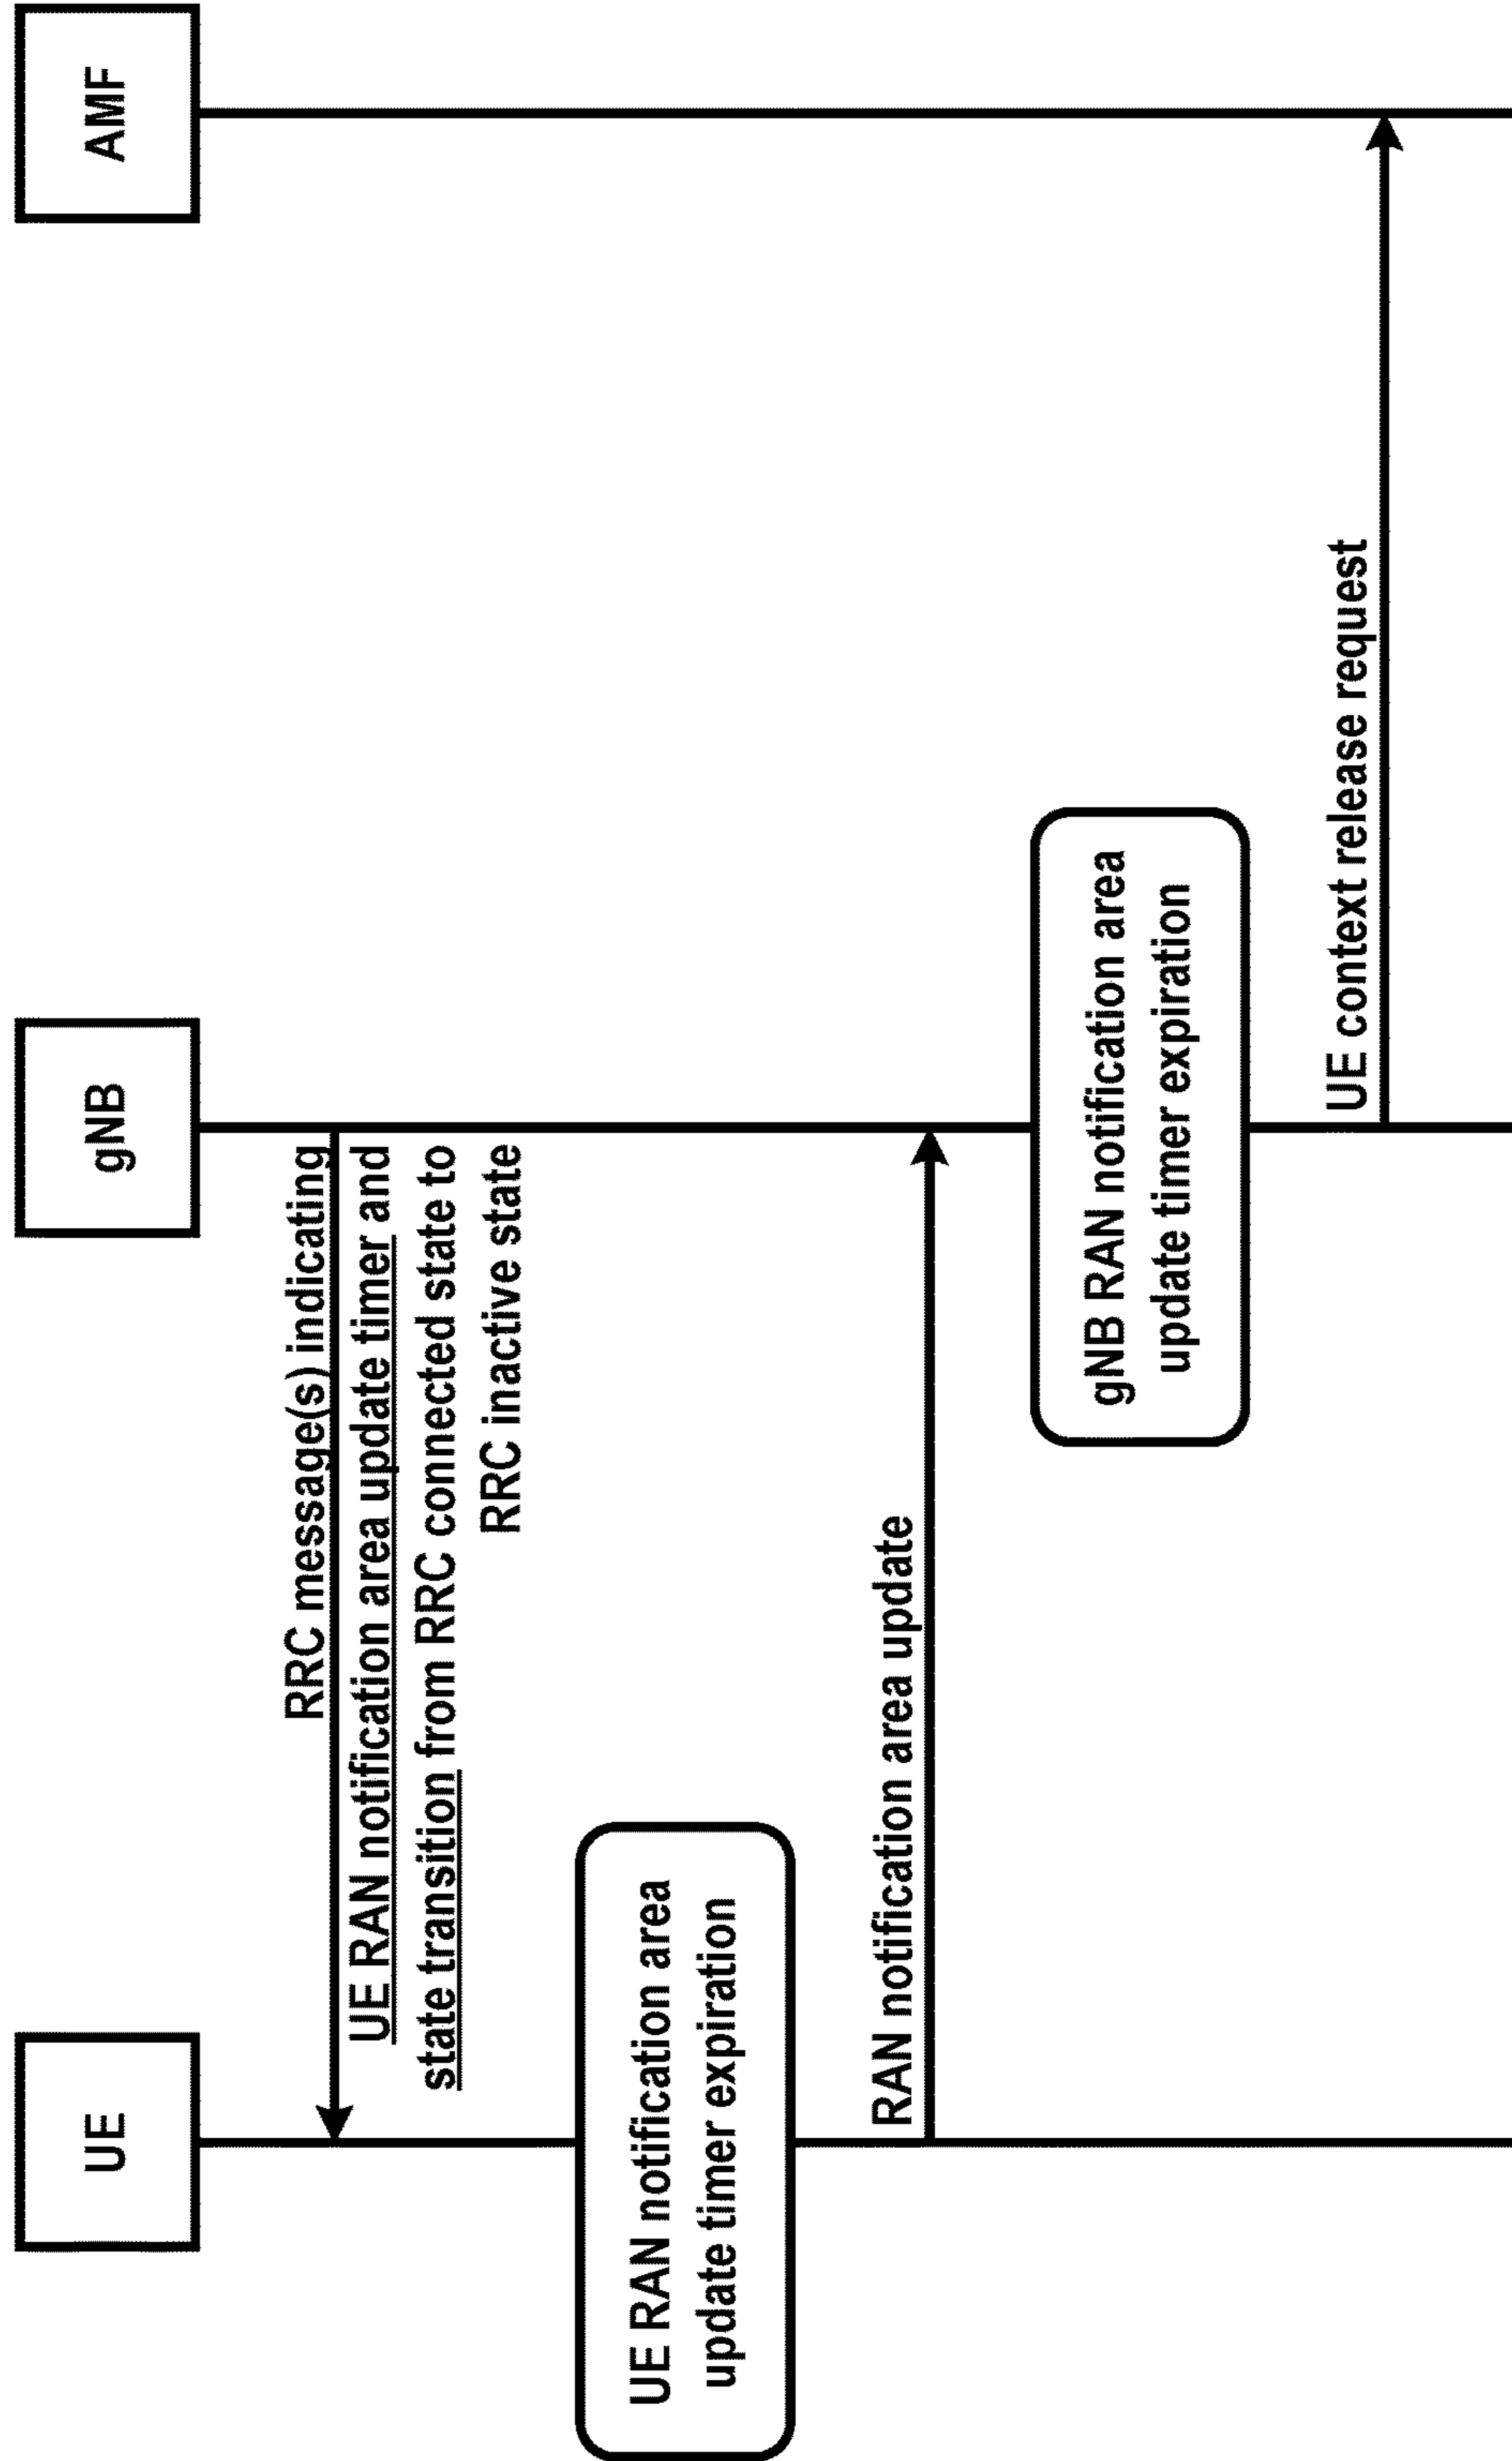 UE
gNB
AMF
RRC message(s) indicating
UE RAN notification area update timer and
state transition from RRC connected state to
RRC inactive state
UE RAN notification area
update timer expiration
RAN notification area update
gNB RAN notification area
update timer expiration
UE context release request